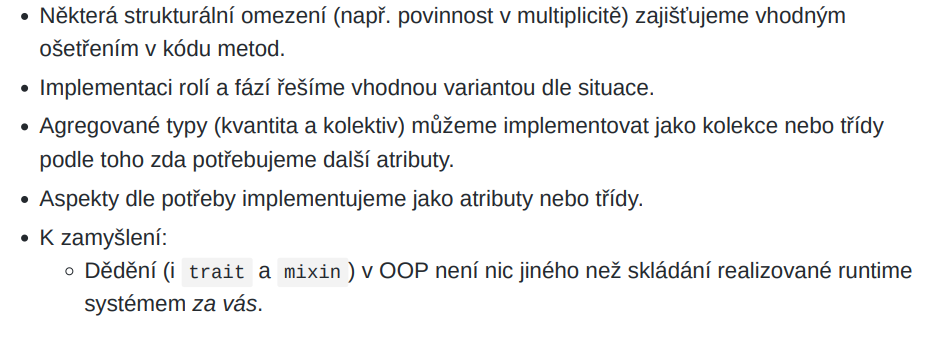 Některá strukturální omezení (např. povinnost v multiplicitě) zajišťujeme vhodným
ošetřením v kódu metod.
Implementaci rolí a fází řešíme vhodnou variantou dle situace.
Agregované typy (kvantita a kolektiv) můžeme implementovat jako kolekce nebo třídy
podle toho zda potřebujeme další atributy.
Aspekty dle potřeby implementujeme jako atributy nebo třídy.
K zamyšlení:
Dědění (i trait a mixin) v OOP není nic jiného než skládání realizované runtime
systémem za vás.